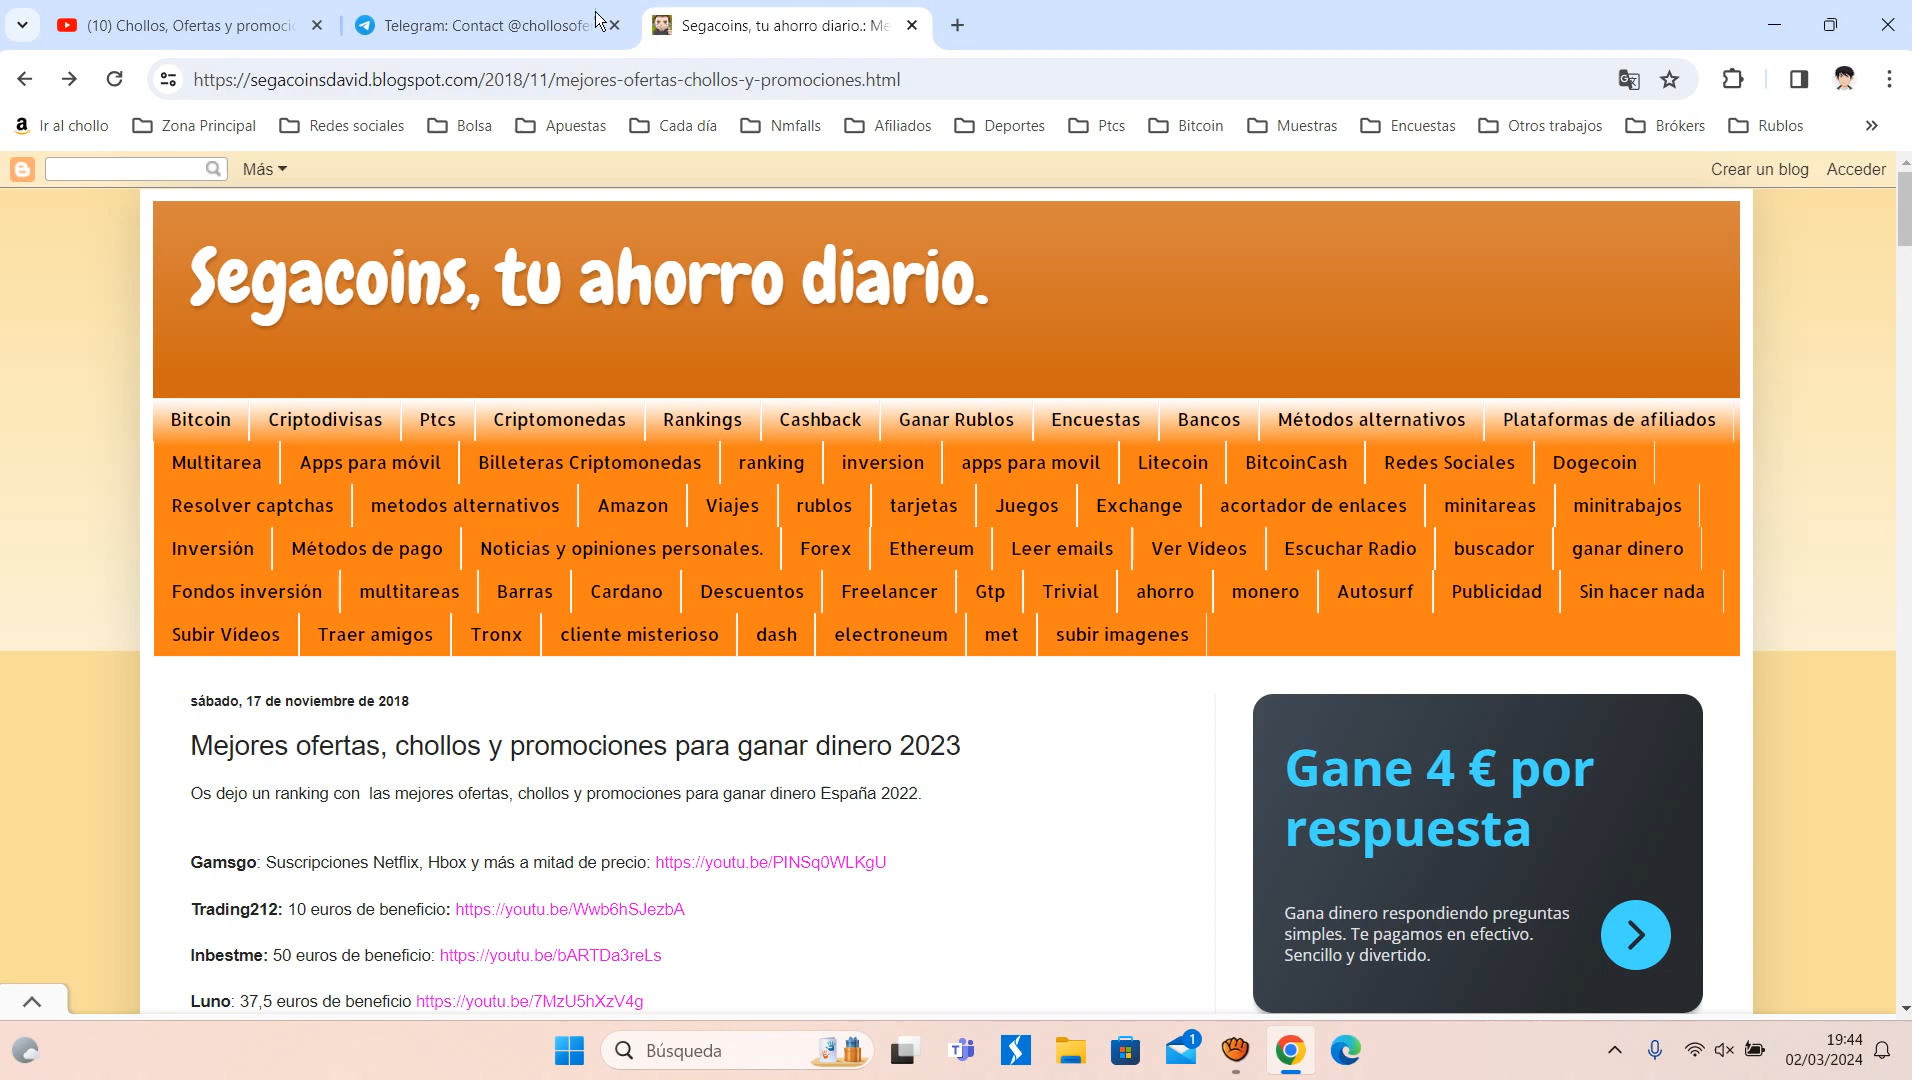 (10) Chollos, Ofertas y promocio
Telegram: Contact @chollosofe
Segacoins, tu ahorro diario.: Me
https://segacoinsdavid.blogspot.com/2018/11/mejores-ofertas-chollos-y-promociones.html
Ir al chollo Zona Principal Redes sociales Bolsa Apuestas Cada día Nmfalls Afiliados Deportes Ptcs Bitcoin Muestras Encuestas Otros trabajos Brókers Rublos
Más Crear un blog Acceder
Segacoins, tu ahorro diario.
Bitcoin Criptodivisas Ptcs Criptomonedas Rankings Cashback Ganar Rublos Encuestas Bancos Métodos alternativos Plataformas de afiliados
Multitarea Apps para móvil Billeteras Criptomonedas ranking inversion apps para movil Litecoin BitcoinCash Redes Sociales Dogecoin
Resolver captchas metodos alternativos Amazon Viajes rublos tarjetas Juegos Exchange acortador de enlaces minitareas minitrabajos
Inversión Métodos de pago Noticias y opiniones personales. Forex Ethereum Leer emails Ver Vídeos Escuchar Radio buscador ganar dinero
Fondos inversión multitareas Barras Cardano Descuentos Freelancer Gtp Trivial ahorro monero Autosurf Publicidad Sin hacer nada
Subir Vídeos Traer amigos Tronx cliente misterioso dash electroneum met subir imagenes
sábado, 17 de noviembre de 2018
Mejores ofertas, chollos y promociones para ganar dinero 2023
Os dejo un ranking con las mejores ofertas, chollos y promociones para ganar dinero España 2022.
Gamsgo: Suscripciones Netflix, Hbox y más a mitad de precio: https://youtu.be/PINSq0WLKgU
Trading212: 10 euros de beneficio: https://youtu.be/Wwb6hSJezbA
Inbestme: 50 euros de beneficio: https://youtu.be/bARTDa3reLs
Luno: 37,5 euros de beneficio https://youtu.be/7MzU5hXzV4g
Gane 4 € por
respuesta
Gana dinero respondiendo preguntas
simples. Te pagamos en efectivo.
Sencillo y divertido.
Búsqueda
1
19:44
02/03/2024